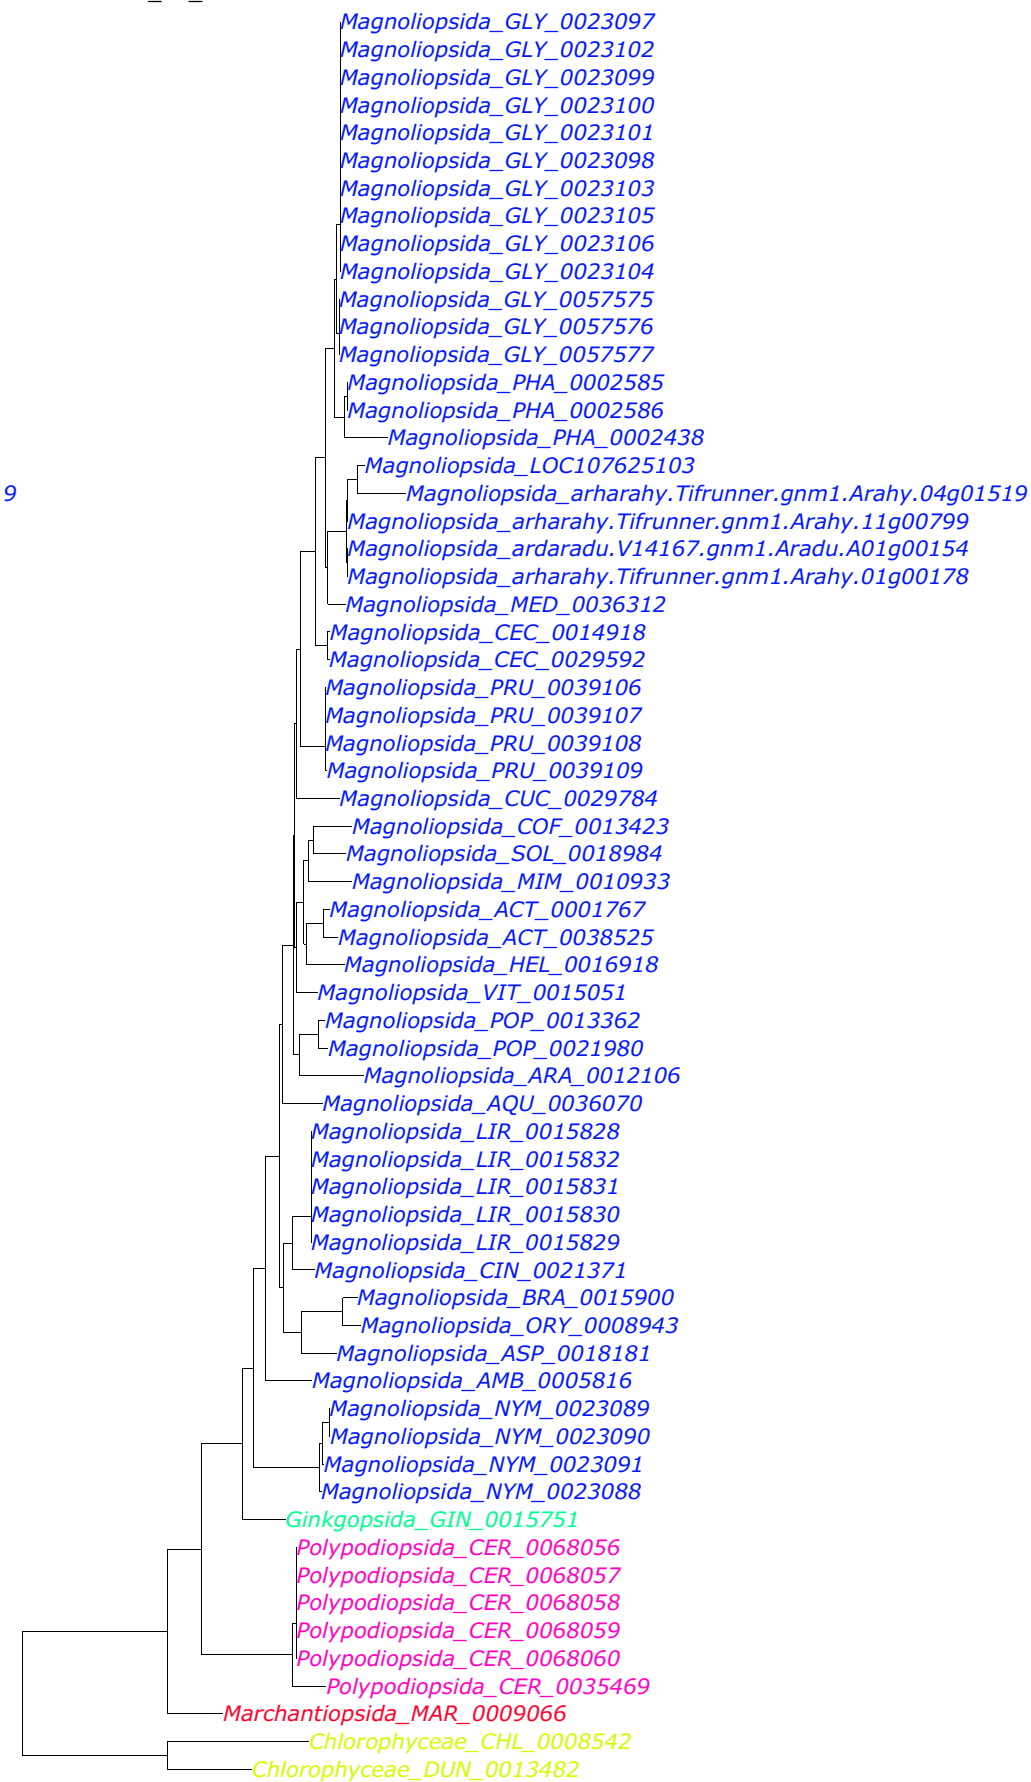 Magnoliopsida_GLY_0023097
Magnoliopsida_GLY_0023102
Magnoliopsida_GLY_0023099
Magnoliopsida_GLY_0023100
Magnoliopsida_GLY_0023101
Magnoliopsida_GLY_0023098
Magnoliopsida_GLY_0023103
Magnoliopsida_GLY_0023105
Magnoliopsida_GLY_0023106
Magnoliopsida_GLY_0023104
Magnoliopsida_GLY_0057575
Magnoliopsida_GLY_0057576
Magnoliopsida_GLY_0057577
Magnoliopsida_PHA_0002585
Magnoliopsida_PHA_0002586
Magnoliopsida_PHA_0002438
Magnoliopsida_LOC107625103
9 Magnoliopsida_arharahy.Tifrunner.gnm1.Arahy.04g01519
Magnoliopsida_arharahy.Tifrunner.gnm1.Arahy.11g00799
Magnoliopsida_ardaradu.V14167.gnm1.Aradu.A01g00154
Magnoliopsida_arharahy.Tifrunner.gnm1.Arahy.01g00178
Magnoliopsida_MED_0036312
Magnoliopsida_CEC_0014918
Magnoliopsida_CEC_0029592
Magnoliopsida_PRU_0039106
Magnoliopsida_PRU_0039107
Magnoliopsida_PRU_0039108
Magnoliopsida_PRU_0039109
Magnoliopsida_CUC_0029784
Magnoliopsida_COF_0013423
Magnoliopsida_SOL_0018984
Magnoliopsida_MIM_0010933
Magnoliopsida_ACT_0001767
Magnoliopsida_ACT_0038525
Magnoliopsida_HEL_0016918
Magnoliopsida_VIT_0015051
Magnoliopsida_POP_0013362
Magnoliopsida_POP_0021980
Magnoliopsida_ARA_0012106
Magnoliopsida_AQU_0036070
Magnoliopsida_LIR_0015828
Magnoliopsida_LIR_0015832
Magnoliopsida_LIR_0015831
Magnoliopsida_LIR_0015830
Magnoliopsida_LIR_0015829
Magnoliopsida_CIN_0021371
Magnoliopsida_BRA_0015900
Magnoliopsida_ORY_0008943
Magnoliopsida_ASP_0018181
Magnoliopsida_AMB_0005816
Magnoliopsida_NYM_0023089
Magnoliopsida_NYM_0023090
Magnoliopsida_NYM_0023091
Magnoliopsida_NYM_0023088
Ginkgopsida_GIN_0015751
Polypodiopsida_CER_0068056
Polypodiopsida_CER_0068057
Polypodiopsida_CER_0068058
Polypodiopsida_CER_0068059
Polypodiopsida_CER_0068060
Polypodiopsida_CER_0035469
Marchantiopsida_MAR_0009066
Chlorophyceae_CHL_0008542
Chlorophyceae_DUN_0013482